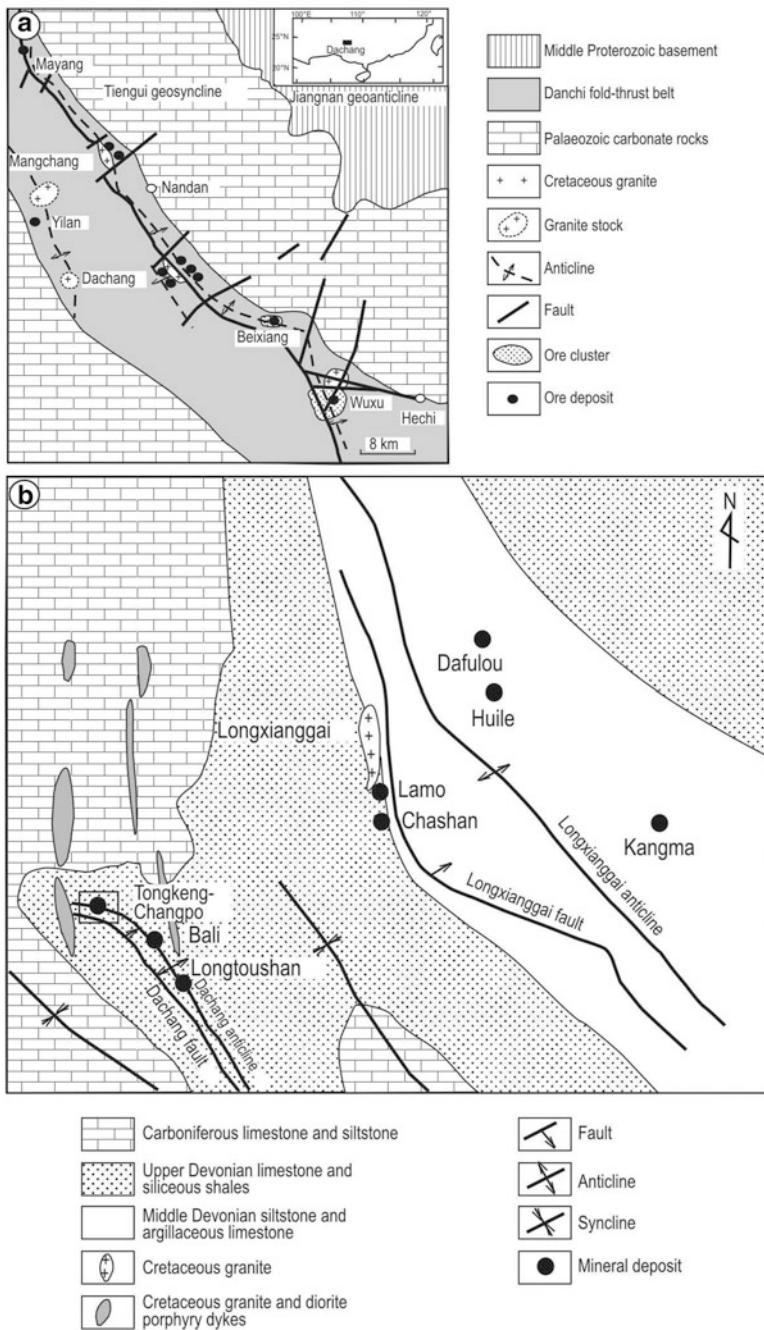 a
100°E
110°
120°
25°N
20°N
Dachang
Mayang
Tiengui geosyncline
Jiangnan geoanticline
Mangchang
Nandan
Yilan
Dachang
Beixiang
Wuxu
Hechi
8 km
Middle Proterozoic basement
Danchi fold-thrust belt
Palaeozoic carbonate rocks
Cretaceous granite
Granite stock
Anticline
Fault
Ore cluster
Ore deposit
b
N
Dafulou
Huile
Longxianggai
Lamo
Chashan
Kangma
Longxianggai anticline
Longxianggai fault
Tongkeng-
Changpo
Bali
Longtoushan
Dachang anticline
Dachang fault
Carboniferous limestone and siltstone
Upper Devonian limestone and
siliceous shales
Middle Devonian siltstone and
argillaceous limestone
Cretaceous granite
Cretaceous granite and diorite
porphyry dykes
Fault
Anticline
Syncline
Mineral deposit